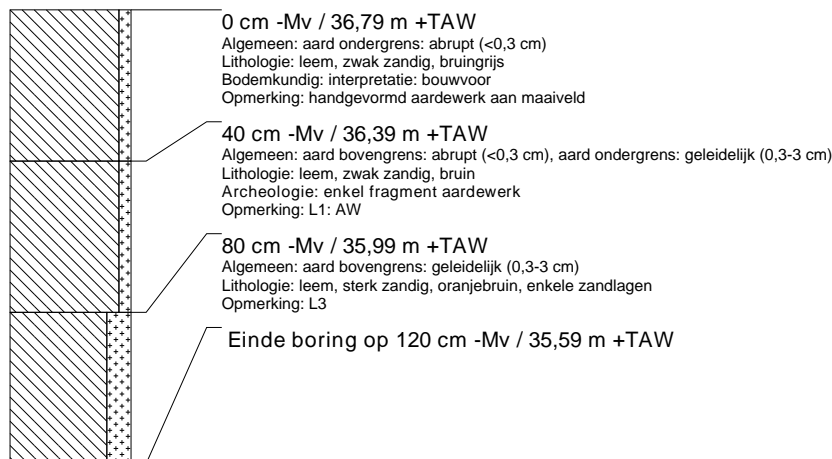 0 cm -Mv / 36,79 m +TAW
Algemeen: aard ondergrens: abrupt (<0,3 cm)
Lithologie: leem, zwak zandig, bruingrijs
Bodemkundig: interpretatie: bouwvoor
Opmerking: handgevormd aardewerk aan maaiveld
40 cm -Mv / 36,39 m +TAW
Algemeen: aard bovengrens: abrupt (<0,3 cm), aard ondergrens: geleidelijk (0,3-3 cm)
Lithologie: leem, zwak zandig, bruin
Archeologie: enkel fragment aardewerk
Opmerking: L1: AW
80 cm -Mv / 35,99 m +TAW
Algemeen: aard bovengrens: geleidelijk (0,3-3 cm)
Lithologie: leem, sterk zandig, oranjebruin, enkele zandlagen
Opmerking: L3
Einde boring op 120 cm -Mv / 35,59 m +TAW